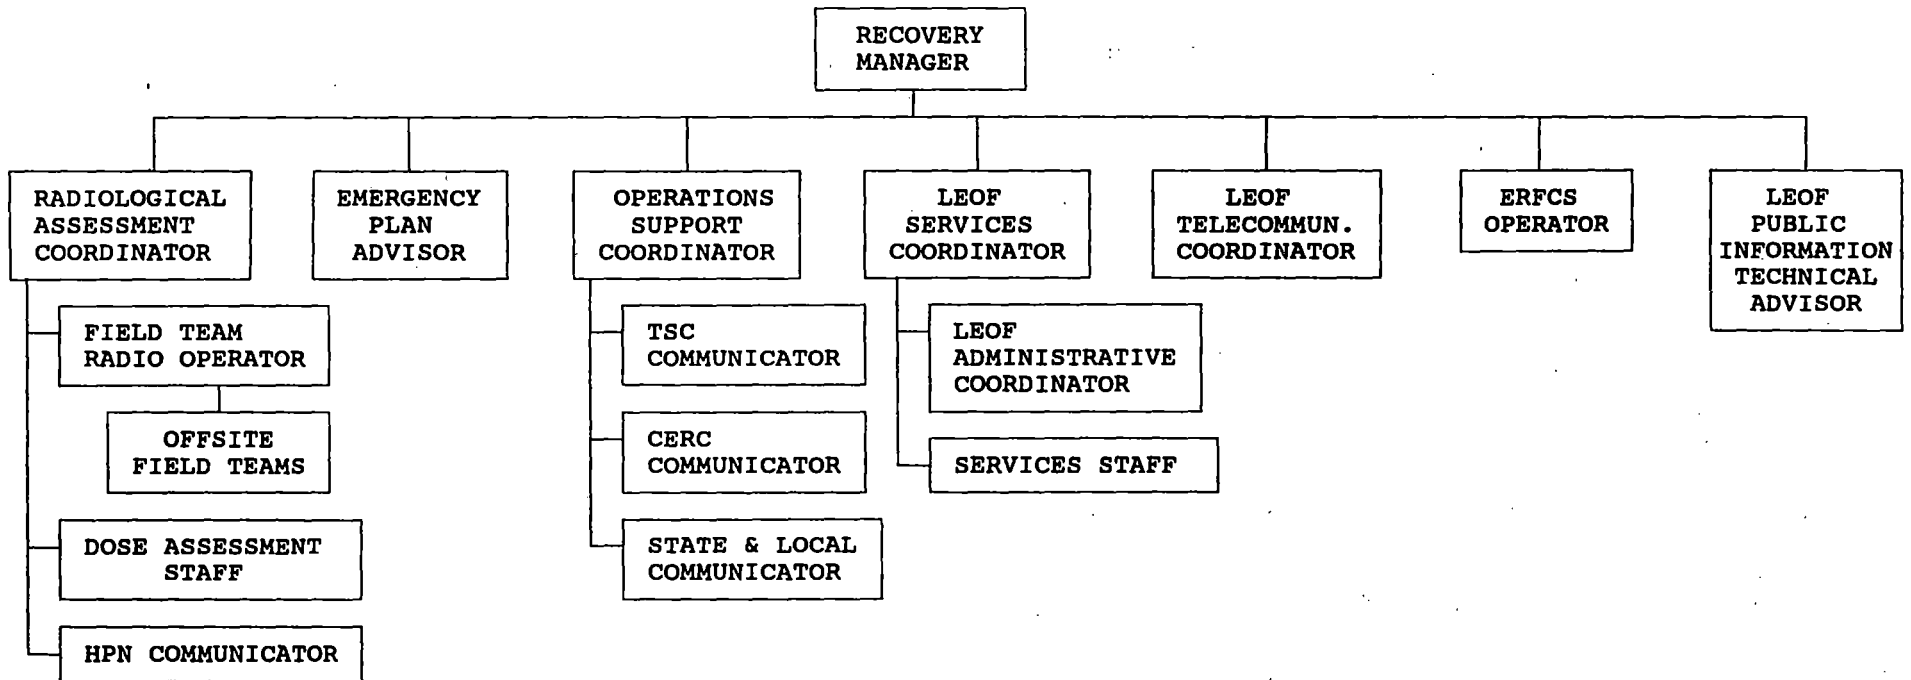 RECOVERY
MANAGER
RADIOLOGICAL
ASSESSMENT
COORDINATOR
EMERGENCY
PLAN
ADVISOR
OPERATIONS
SUPPORT
COORDINATOR
LEOF
SERVICES
COORDINATOR
LEOF
TELECOMMUN.
COORDINATOR
ERFCS
OPERATOR
LEOF
PUBLIC
INFORMATION
TECHNICAL
ADVISOR
FIELD TEAM
RADIO OPERATOR
OFFSITE
FIELD TEAMS
DOSE ASSESSMENT
STAFF
HPN COMMUNICATOR
TSC
COMMUNICATOR
CERC
COMMUNICATOR
STATE & LOCAL
COMMUNICATOR
LEOF
ADMINISTRATIVE
COORDINATOR
SERVICES STAFF